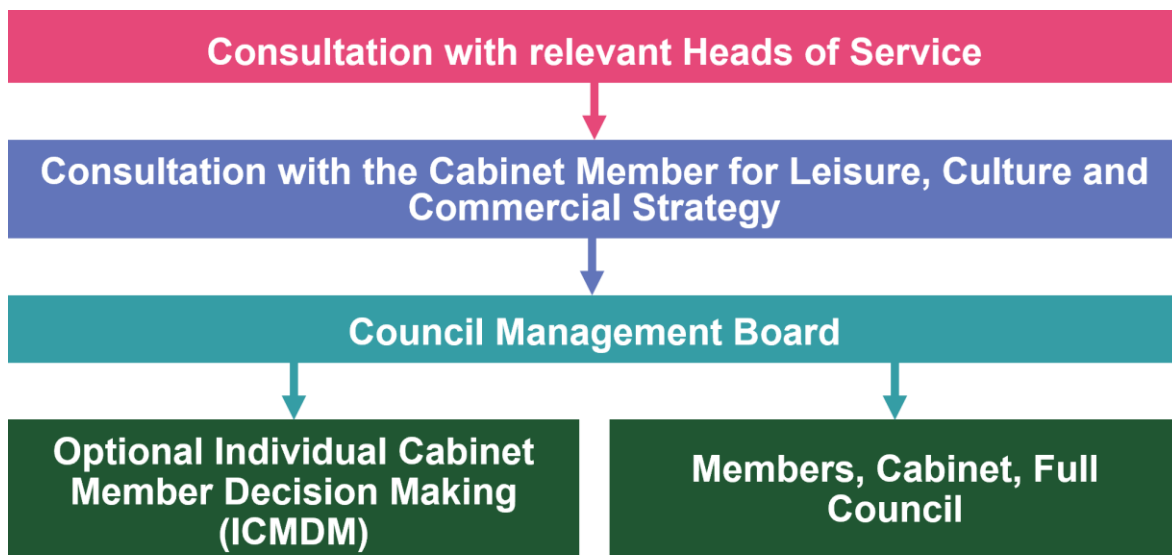 Consultation with relevant Heads of Service
Consultation with the Cabinet Member for Leisure, Culture and
Commercial Strategy
Council Management Board
Optional Individual Cabinet
Member Decision Making
(ICMDM)
Members, Cabinet, Full
Council